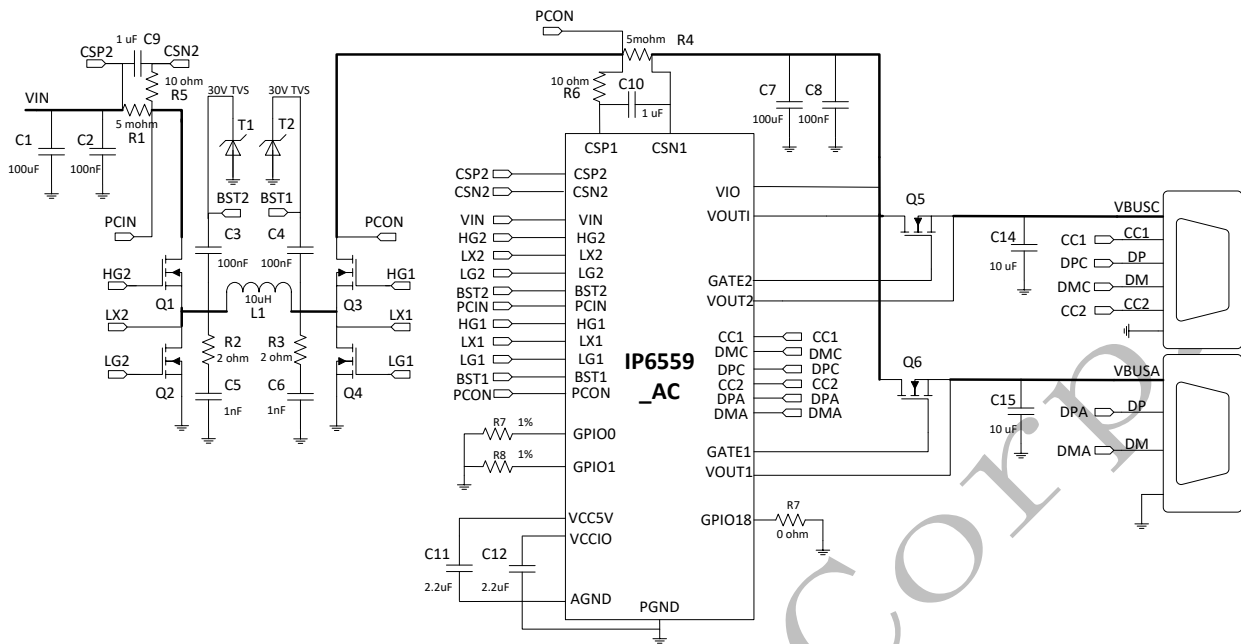 PCON
1 uF C9
CSP2
CSN2
10 ohm
R5
VIN
5 mohm
R1
C1
100uF
C2
100nF
30V TVS
30V TVS
T1
T2
BST2
BST1
PCIN
C3
100nF
C4
100nF
PCON
HG2
Q1
10uH
L1
Q3
HG1
LX2
LX1
R2
2 ohm
R3
2 ohm
LG2
Q2
C5
1nF
C6
1nF
Q4
LG1
5mohm
R4
10 ohm
R6
C10
1 uF
C7
100uF
C8
100nF
CSP1
CSN1
CSP2 CSP2
CSN2 CSN2
VIN VIN
HG2 HG2
LX2 LX2
LG2 LG2
BST2 BST2
PCIN PCIN
HG1 HG1
LX1 LX1
LG1 LG1
BST1 BST1
PCON PCON
R7 1%
GPIO0
R8 1%
GPIO1
VCC5V
VCCIO
C11
2.2uF
C12
2.2uF
AGND
PGND
IP6559
_AC
VIO
VOUTI
GATE2
VOUT2
CC1 CC1
DMC DMC
DPC DPC
CC2 CC2
DPA DPA
DMA DMA
GATE1
VOUT1
GPIO18
R7
0 ohm
Q5
C14
10 uF
VBUSC
CC1 CC1
DPC DP
DMC DM
CC2 CC2
Q6
C15
10 uF
VBUSA
DPA DP
DMA DM
Corp.